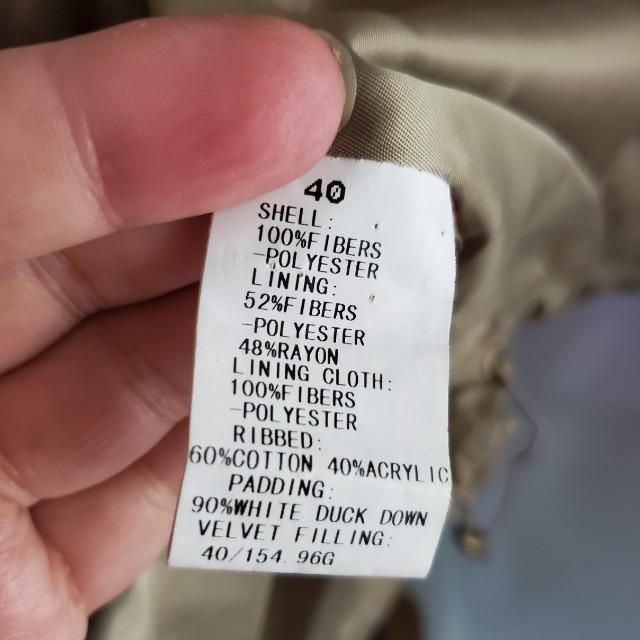 40
SHELL:
100%FIBERS
-POLYESTER
LINING:
52%FIBERS
-POLYESTER
48%RAYON
LINING CLOTH:
100%FIBERS
-POLYESTER
RIBBED:
60%COTTON 40%ACRYLIC
PADDING:
90%WHITE DUCK DOWN
VELVET FILLING:
40/154.96G